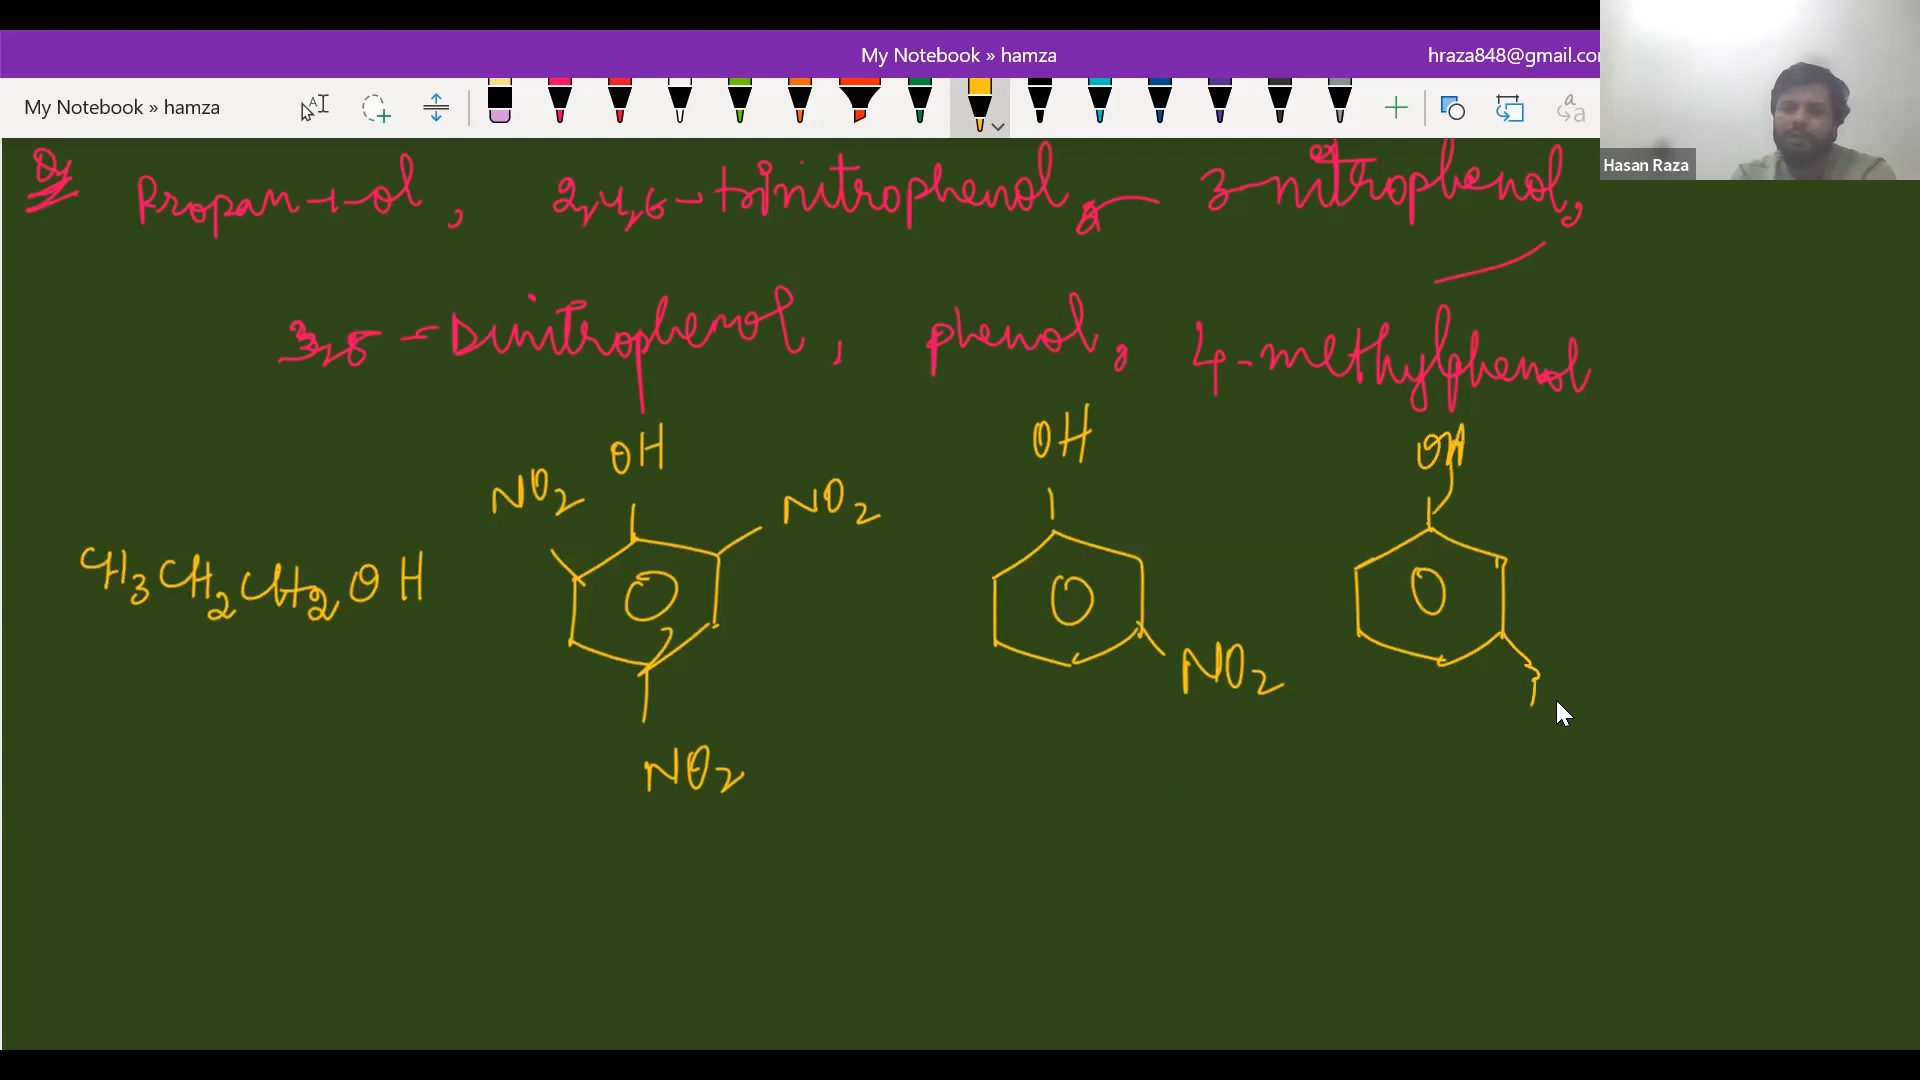 My Notebook » hamza
hraza848@gmail.co
My Notebook » hamza
Hasan Raza
Q
Propan-1-ol, 2,4,6-trinitrophenol, 3-nitrophenol,
3,5-Dinitrophenol, phenol, 4-methylphenol
OH
OH
OH
NO2
NO2
CH3CH2CH2OH
NO2
NO2